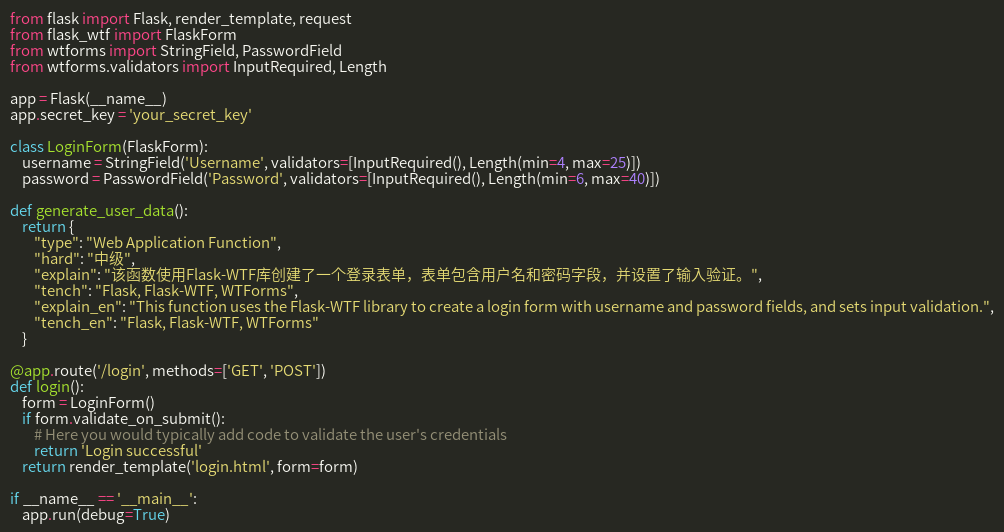 from flask import Flask, render_template, request
from flask_wtf import FlaskForm
from wtforms import StringField, PasswordField
from wtforms.validators import InputRequired, Length

app = Flask(__name__)
app.secret_key = 'your_secret_key'

class LoginForm(FlaskForm):
    username = StringField('Username', validators=[InputRequired(), Length(min=4, max=25)])
    password = PasswordField('Password', validators=[InputRequired(), Length(min=6, max=40)])

def generate_user_data():
    return {
        "type": "Web Application Function",
        "hard": "中级",
        "explain": "该函数使用Flask-WTF库创建了一个登录表单，表单包含用户名和密码字段，并设置了输入验证。",
        "tench": "Flask, Flask-WTF, WTForms",
        "explain_en": "This function uses the Flask-WTF library to create a login form with username and password fields, and sets input validation.",
        "tench_en": "Flask, Flask-WTF, WTForms"
    }

@app.route('/login', methods=['GET', 'POST'])
def login():
    form = LoginForm()
    if form.validate_on_submit():
        # Here you would typically add code to validate the user's credentials
        return 'Login successful'
    return render_template('login.html', form=form)

if __name__ == '__main__':
    app.run(debug=True)